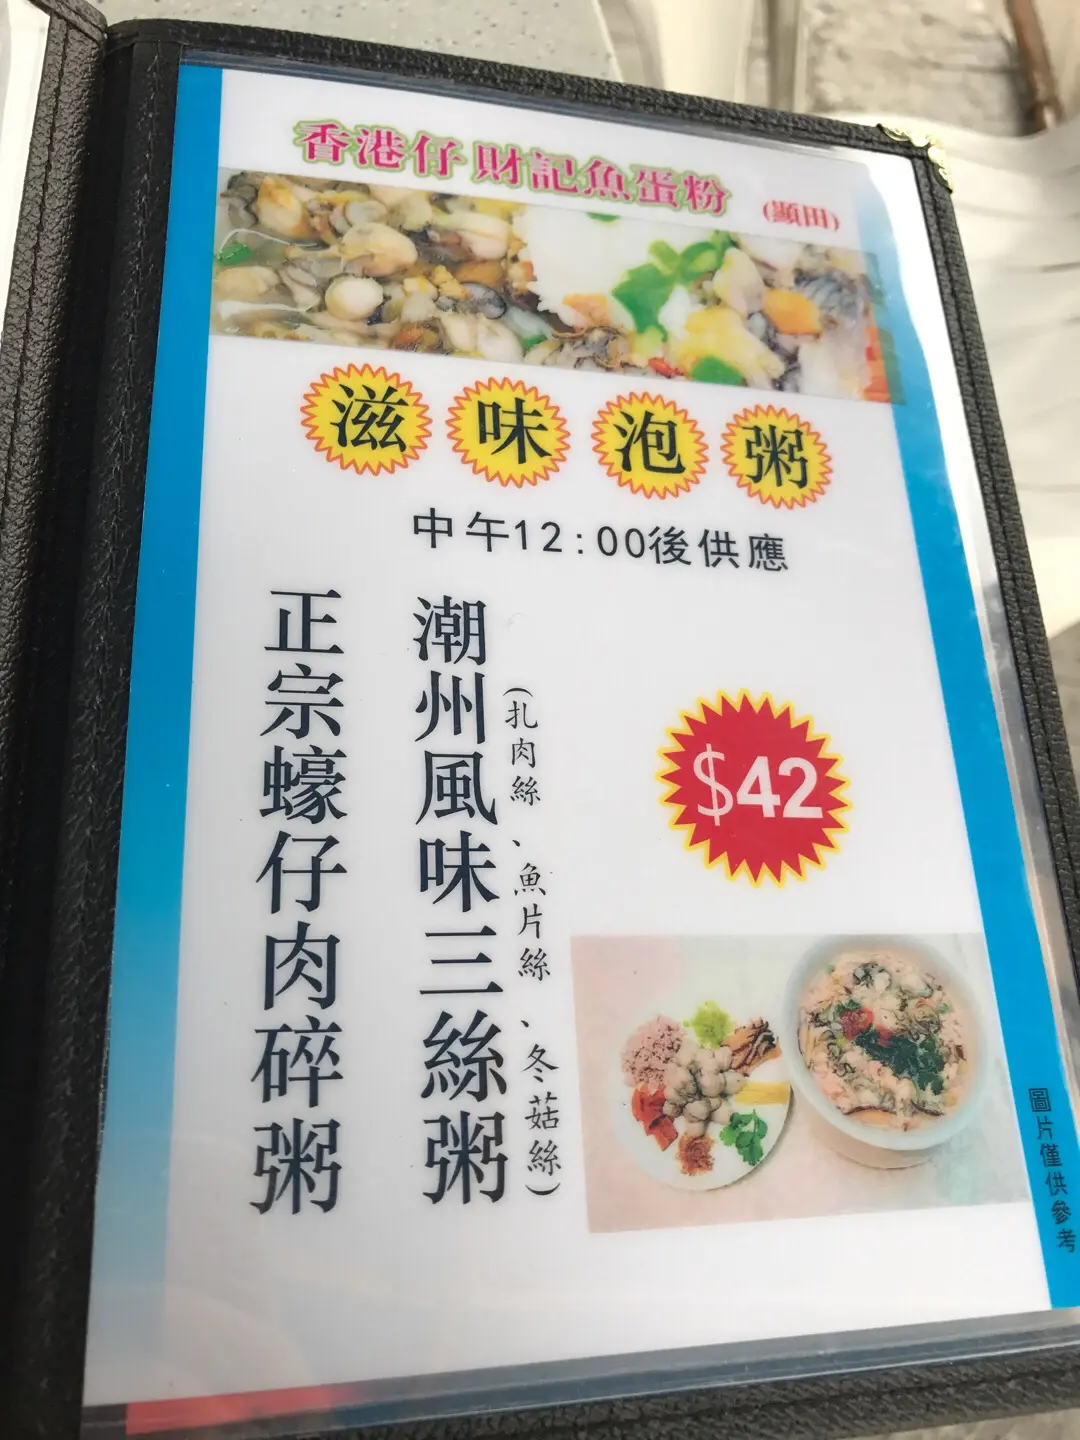 香港仔 財記魚蛋粉 (顯田)
滋味泡粥
中午12:00後供應
正宗蠔仔肉碎粥
潮州風味三絲粥
(扎肉絲、魚片絲、冬菇絲)
$42
圖片僅供參考